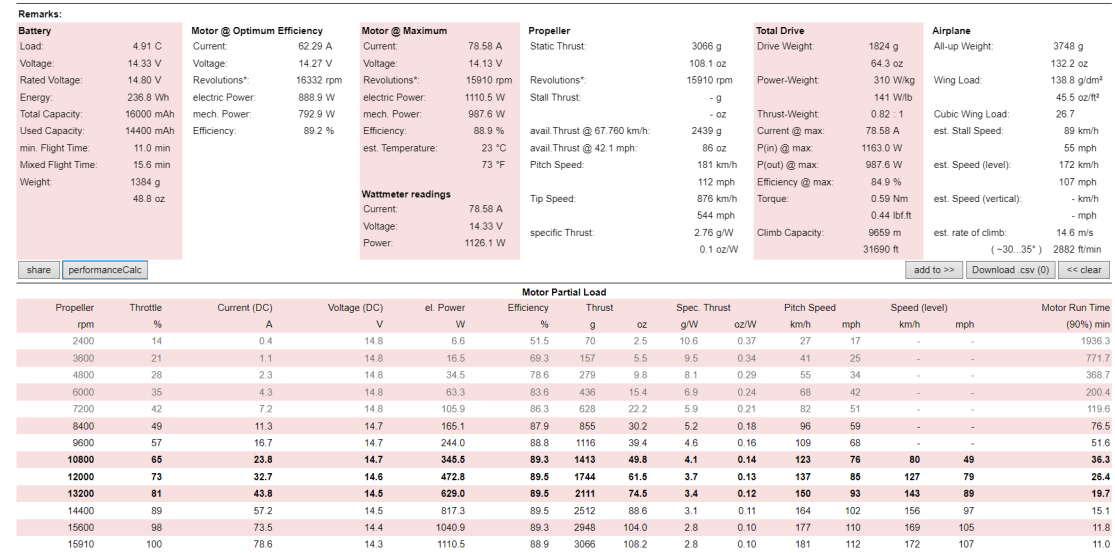 Remarks:
Battery
Load: 4.91 C
Voltage: 14.33 V
Rated Voltage: 14.80 V
Energy: 236.8 Wh
Total Capacity: 16000 mAh
Used Capacity: 14400 mAh
min. Flight Time: 11.0 min
Mixed Flight Time: 15.6 min
Weight: 1384 g
48.8 oz
Motor @ Optimum Efficiency
Current: 62.29 A
Voltage: 14.27 V
Revolutions*: 16332 rpm
electric Power: 888.9 W
mech. Power: 792.9 W
Efficiency: 89.2 %
Motor @ Maximum
Current: 78.58 A
Voltage: 14.13 V
Revolutions*: 15910 rpm
electric Power: 1110.5 W
mech. Power: 987.6 W
Efficiency: 88.9 %
est. Temperature: 23 °C
73 °F
Wattmeter readings
Current: 78.58 A
Voltage: 14.33 V
Power: 1126.1 W
Propeller
Static Thrust: 3066 g
108.1 oz
Revolutions*: 15910 rpm
Stall Thrust: - g
- oz
avail.Thrust @ 67.760 km/h: 2439 g
avail.Thrust @ 42.1 mph: 86 oz
Pitch Speed: 181 km/h
112 mph
Tip Speed: 876 km/h
544 mph
specific Thrust: 2.76 g/W
0.1 oz/W
Total Drive
Drive Weight: 1824 g
64.3 oz
Power-Weight: 310 W/kg
141 W/lb
Thrust-Weight: 0.82 : 1
Current @ max: 78.58 A
P(in) @ max: 1163.0 W
P(out) @ max: 987.6 W
Efficiency @ max: 84.9 %
Torque: 0.59 Nm
0.44 lbf.ft
Climb Capacity: 9659 m
31690 ft
Airplane
All-up Weight: 3748 g
132.2 oz
Wing Load: 138.8 g/dm²
45.5 oz/ft²
Cubic Wing Load: 26.7
est. Stall Speed: 89 km/h
55 mph
est. Speed (level): 172 km/h
107 mph
est. Speed (vertical): - km/h
- mph
est. rate of climb: 14.6 m/s
( ~30...35° ) 2882 ft/min
share performanceCalc add to >> Download .csv (0) << clear
Motor Partial Load
Propeller Throttle Current (DC) Voltage (DC) el. Power Efficiency Thrust Spec. Thrust Pitch Speed Speed (level) Motor Run Time
rpm % A V W % g oz g/W oz/W km/h mph km/h mph (90%) min
2400 14 0.4 14.8 6.6 51.5 70 2.5 10.6 0.37 27 17 - - 1936.3
3600 21 1.1 14.8 16.5 69.3 157 5.5 9.5 0.34 41 25 - - 771.7
4800 28 2.3 14.8 34.5 78.6 279 9.8 8.1 0.29 55 34 - - 368.7
6000 35 4.3 14.8 63.3 83.6 436 15.4 6.9 0.24 68 42 - - 200.4
7200 42 7.2 14.8 105.9 86.3 628 22.2 5.9 0.21 82 51 - - 119.6
8400 49 11.3 14.7 165.1 87.9 855 30.2 5.2 0.18 96 59 - - 76.5
9600 57 16.7 14.7 244.0 88.8 1116 39.4 4.6 0.16 109 68 - - 51.6
10800 65 23.8 14.7 345.5 89.3 1413 49.8 4.1 0.14 123 76 80 49 36.3
12000 73 32.7 14.6 472.8 89.5 1744 61.5 3.7 0.13 137 85 127 79 26.4
13200 81 43.8 14.5 629.0 89.5 2111 74.5 3.4 0.12 150 93 143 89 19.7
14400 89 57.2 14.5 817.3 89.5 2512 88.6 3.1 0.11 164 102 156 97 15.1
15600 98 73.5 14.4 1040.9 89.3 2948 104.0 2.8 0.10 177 110 169 105 11.8
15910 100 78.6 14.3 1110.5 88.9 3066 108.2 2.8 0.10 181 112 172 107 11.0